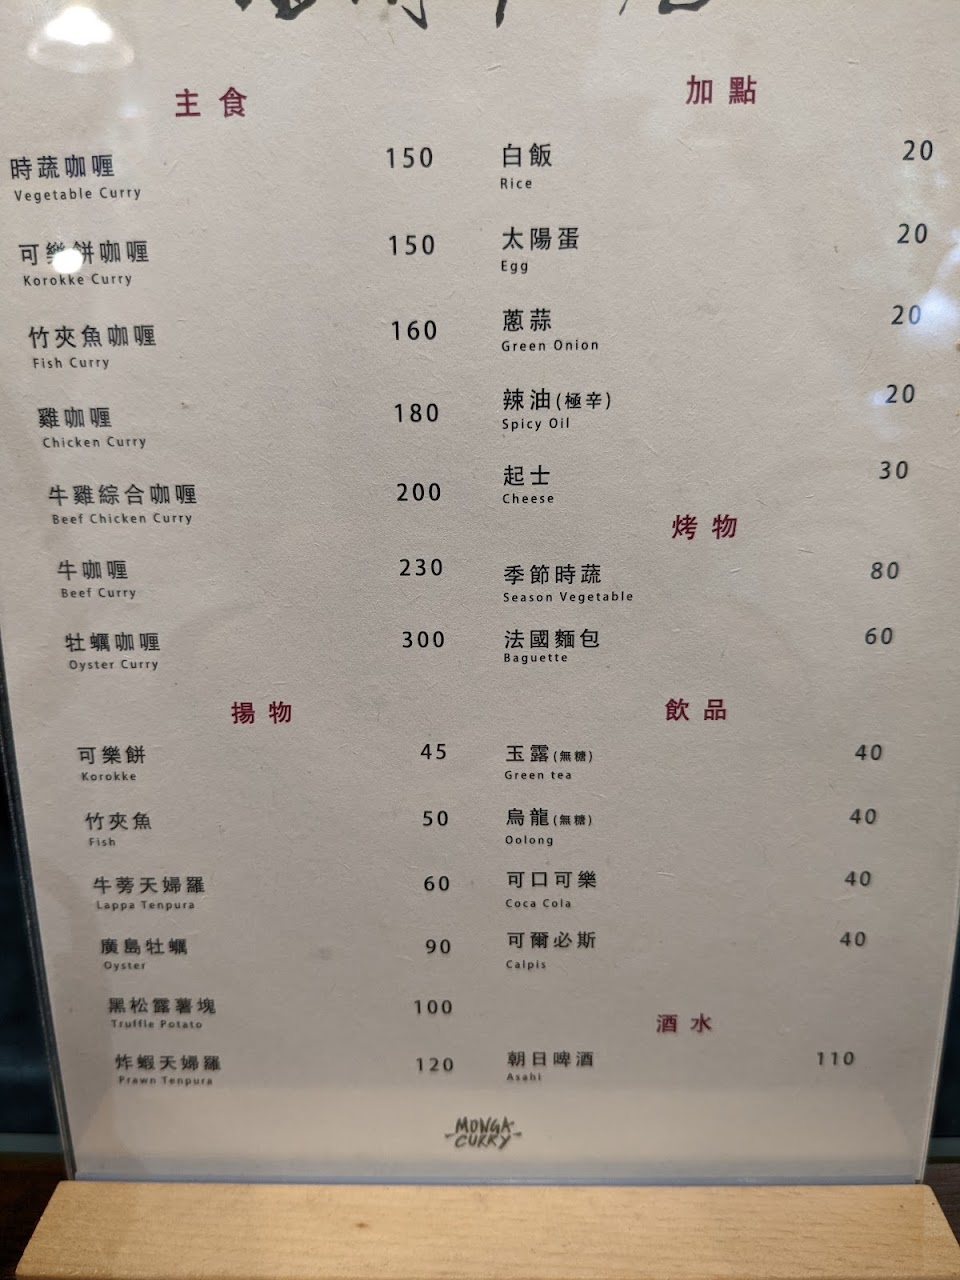 主食
時蔬咖喱 150
Vegetable Curry
可樂餅咖喱 150
Korokke Curry
竹夾魚咖喱 160
Fish Curry
雞咖喱 180
Chicken Curry
牛雞綜合咖喱 200
Beef Chicken Curry
牛咖喱 230
Beef Curry
牡蠣咖喱 300
Oyster Curry
揚物
可樂餅 45
Korokke
竹夾魚 50
Fish
牛蒡天婦羅 60
Lappa Tenpura
廣島牡蠣 90
Oyster
黑松露薯塊 100
Truffle Potato
炸蝦天婦羅 120
Prawn Tenpura
加點
白飯 20
Rice
太陽蛋 20
Egg
蔥蒜 20
Green Onion
辣油(極辛) 20
Spicy Oil
起士 30
Cheese
烤物
季節時蔬 80
Season Vegetable
法國麵包 60
Baguette
飲品
玉露(無糖) 40
Green tea
烏龍(無糖) 40
Oolong
可口可樂 40
Coca Cola
可爾必斯 40
Calpis
酒水
朝日啤酒 110
Asahi
MONGA
CURRY